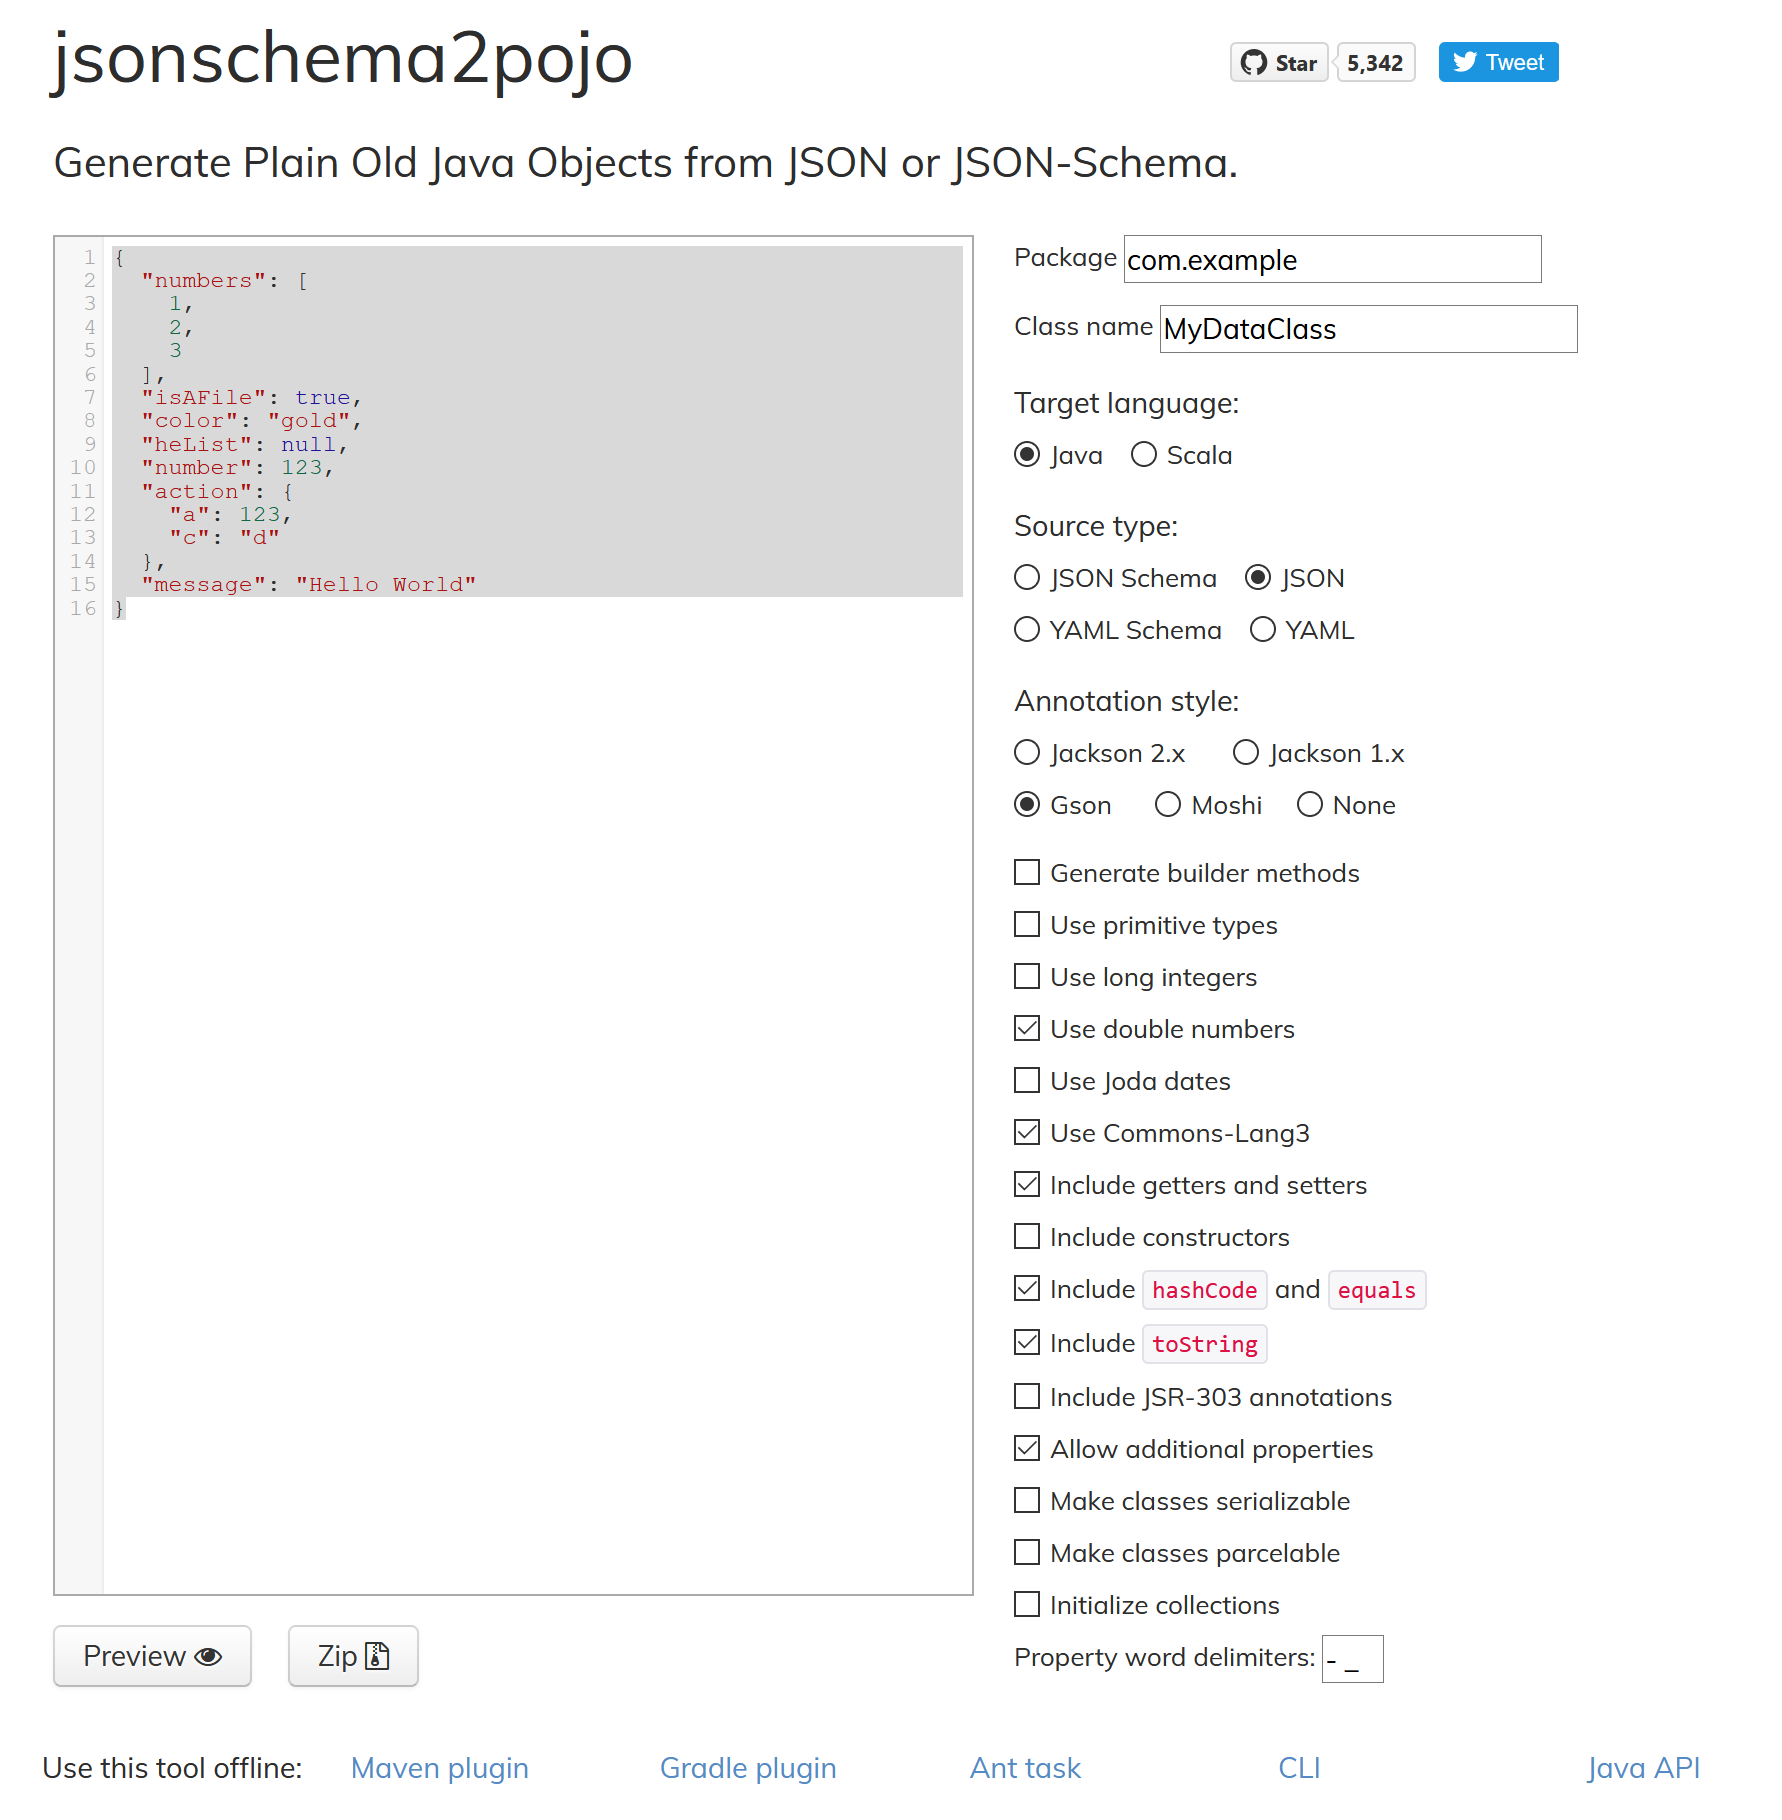 jsonschema2pojo
Star 5,342 Tweet
Generate Plain Old Java Objects from JSON or JSON-Schema.
1 {
2 "numbers": [
3 1,
4 2,
5 3
6 ],
7 "isAFile": true,
8 "color": "gold",
9 "heList": null,
10 "number": 123,
11 "action": {
12 "a": 123,
13 "c": "d"
14 },
15 "message": "Hello World"
16 }
Package com.example
Class name MyDataClass
Target language:
Java Scala
Source type:
JSON Schema JSON
YAML Schema YAML
Annotation style:
Jackson 2.x Jackson 1.x
Gson Moshi None
Generate builder methods
Use primitive types
Use long integers
Use double numbers
Use Joda dates
Use Commons-Lang3
Include getters and setters
Include constructors
Include hashCode and equals
Include toString
Include JSR-303 annotations
Allow additional properties
Make classes serializable
Make classes parcelable
Initialize collections
Property word delimiters: - _
Preview Zip
Use this tool offline: Maven plugin Gradle plugin Ant task CLI Java API